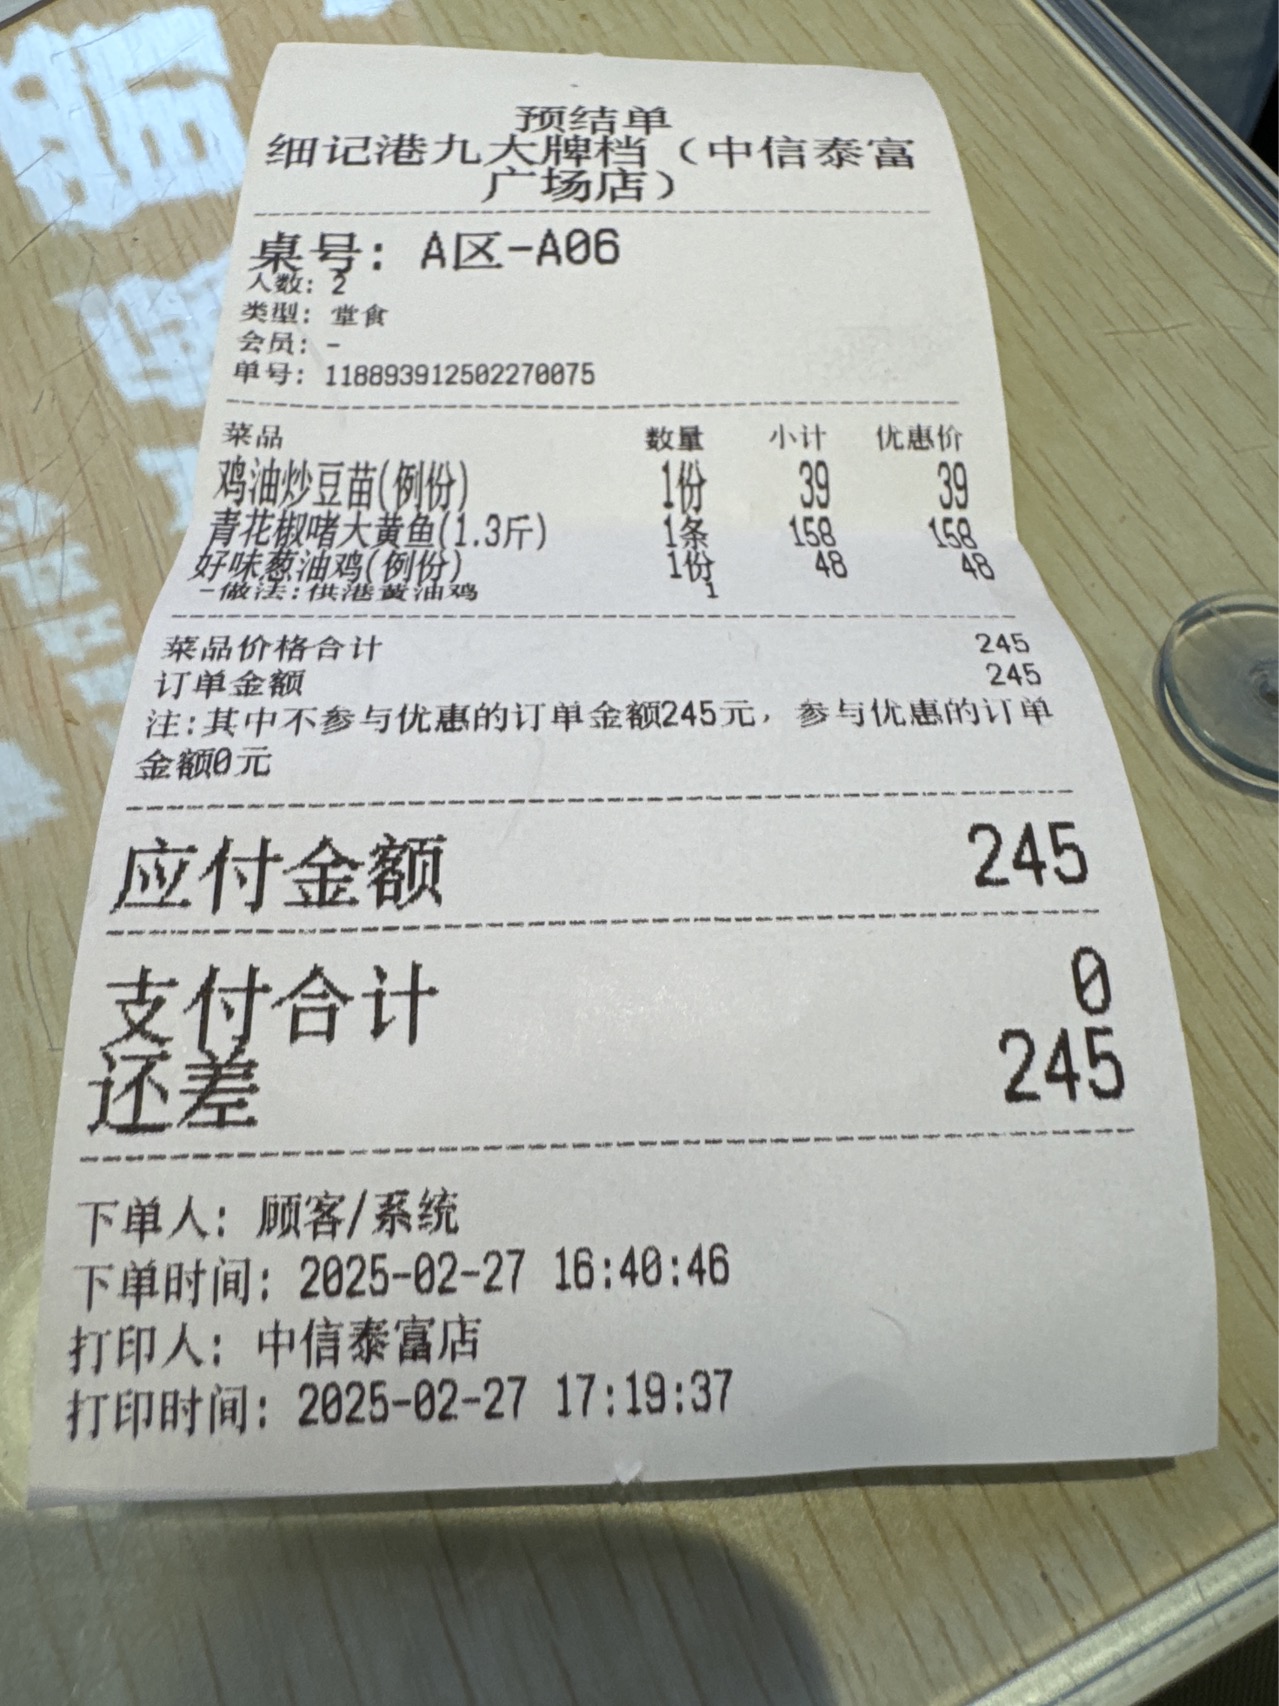 预结单
细记港九大牌档（中信泰富
广场店）
桌号: A区-A06
人数: 2
类型: 堂食
会员: -
单号: 118893912502270075
菜品 数量 小计 优惠价
鸡油炒豆苗(例份) 1份 39 39
青花椒啫大黄鱼(1.3斤) 1条 158 158
好味葱油鸡(例份) 1份 48 48
-做法:供港黄油鸡 1
菜品价格合计 245
订单金额 245
注:其中不参与优惠的订单金额245元，参与优惠的订单
金额0元
应付金额 245
支付合计 0
还差 245
下单人: 顾客/系统
下单时间: 2025-02-27 16:40:46
打印人: 中信泰富店
打印时间: 2025-02-27 17:19:37